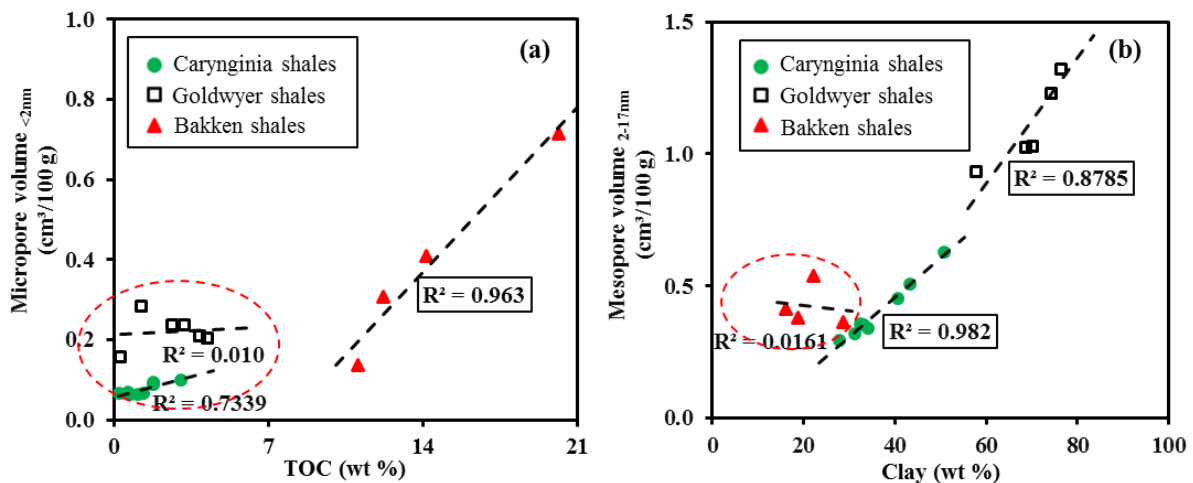 (a)
Carynginia shales
Goldwyer shales
Bakken shales
Micropore volume <2nm
(cm³/100 g)
1.0
0.8
0.6
0.4
0.2
0.0
R² = 0.963
R² = 0.010
R² = 0.7339
0
7
14
21
TOC (wt %)
(b)
Carynginia shales
Goldwyer shales
Bakken shales
Mesopore volume 2-17nm
(cm³/100 g)
1.5
1.0
0.5
0.0
R² = 0.8785
R² = 0.0161
R² = 0.982
0
20
40
60
80
100
Clay (wt %)